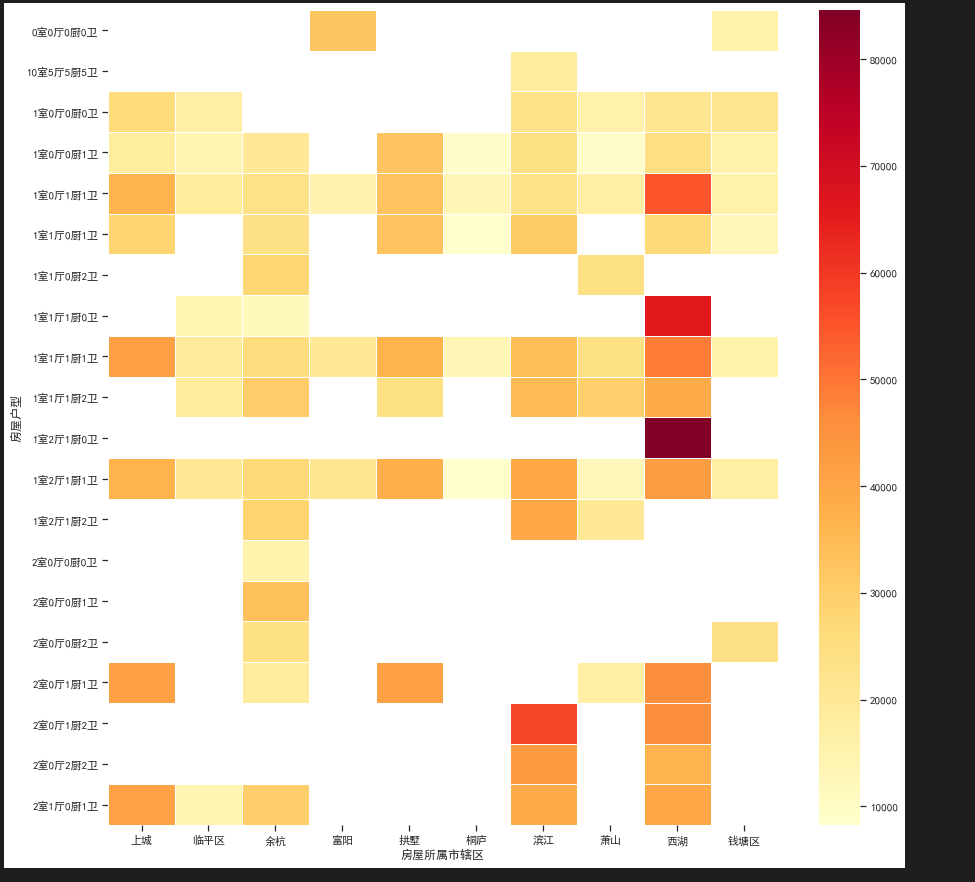 0室0厅0厨0卫
10室5厅5厨5卫
1室0厅0厨0卫
1室0厅0厨1卫
1室0厅1厨1卫
1室1厅0厨1卫
1室1厅0厨2卫
1室1厅1厨0卫
1室1厅1厨1卫
1室1厅1厨2卫
1室2厅1厨0卫
1室2厅1厨1卫
1室2厅1厨2卫
2室0厅0厨0卫
2室0厅0厨1卫
2室0厅0厨2卫
2室0厅1厨1卫
2室0厅1厨2卫
2室0厅2厨2卫
2室1厅0厨1卫
房屋户型
上城 临平区 余杭 富阳 拱墅 桐庐 滨江 萧山 西湖 钱塘区
房屋所属市辖区
80000
70000
60000
50000
40000
30000
20000
10000